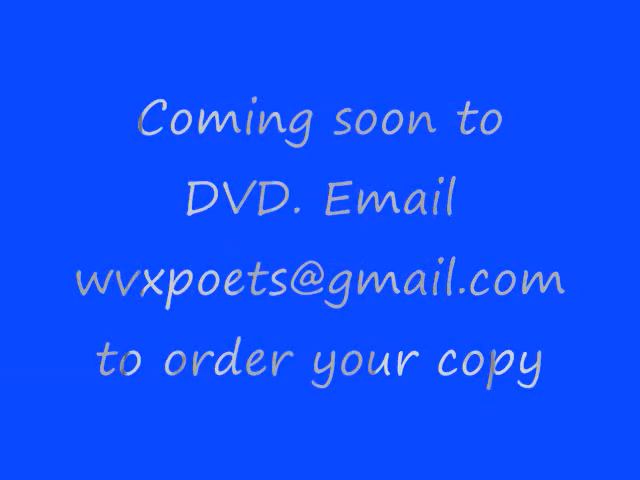 Coming soon to
DVD. Email
wvxpoets@gmail.com
to order your copy